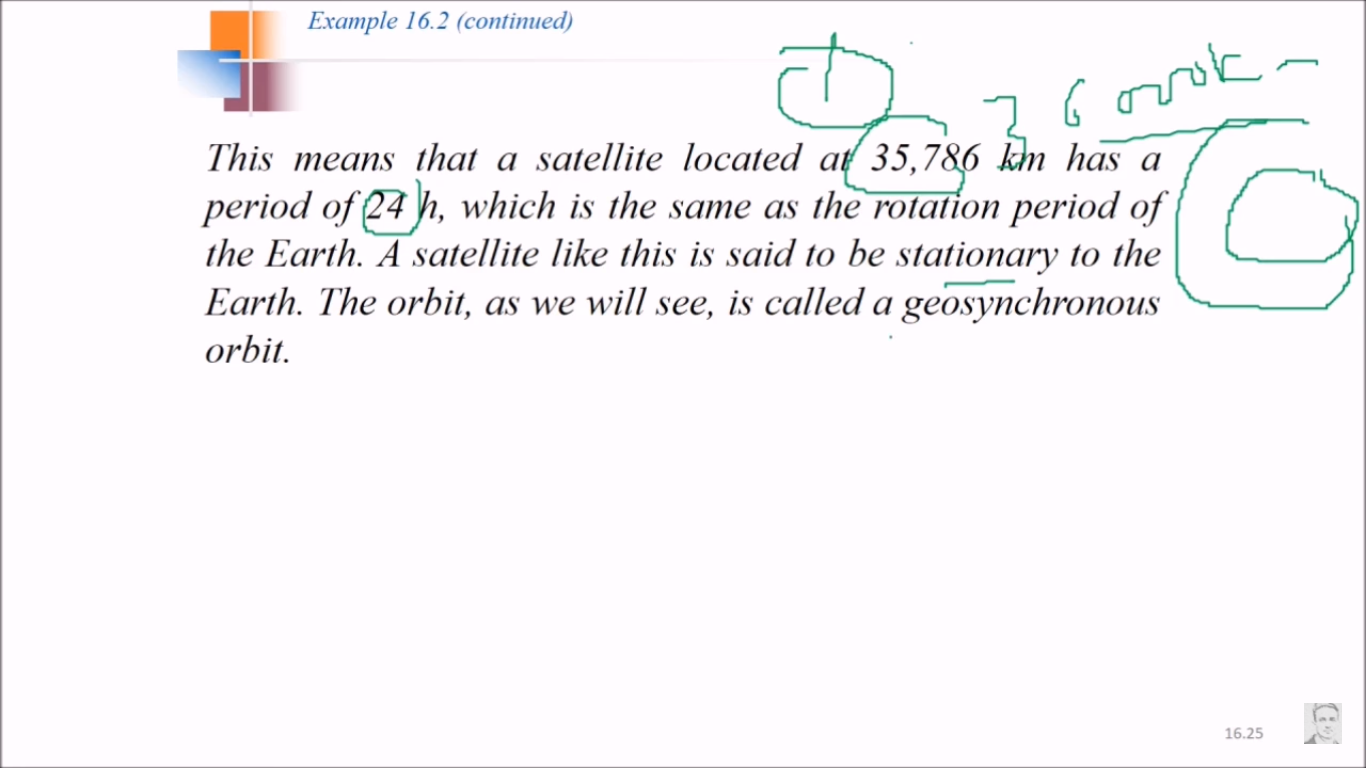 Example 16.2 (continued)
This means that a satellite located at 35,786 km has a
period of 24 h, which is the same as the rotation period of
the Earth. A satellite like this is said to be stationary to the
Earth. The orbit, as we will see, is called a geosynchronous
orbit.
16.25